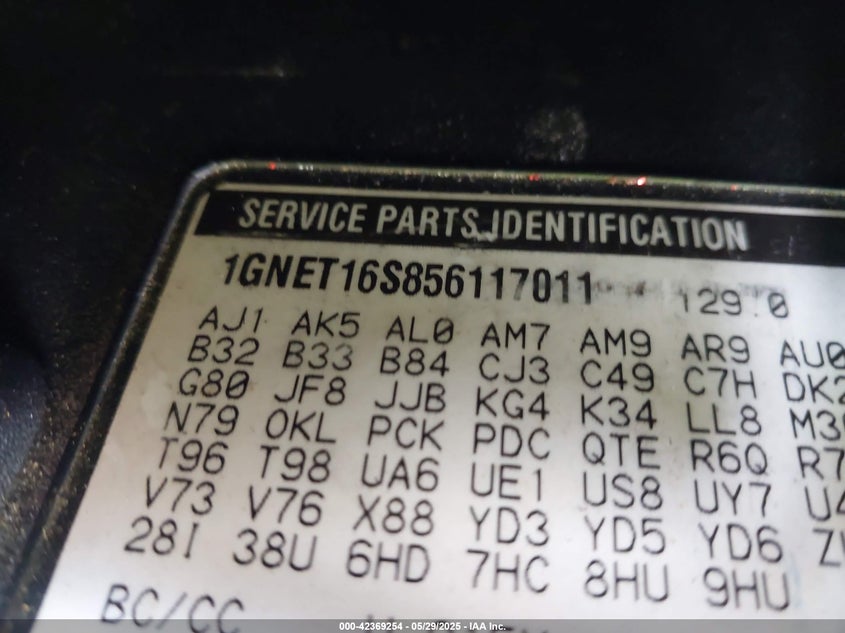 SERVICE PARTS IDENTIFICATION
1GNET16S856117011 129.0
AJ1 AK5 AL0 AM7 AM9 AR9 AU0
B32 B33 B84 CJ3 C49 C7H DK2
G80 JF8 JJB KG4 K34 LL8
N79 OKL PCK PDC QTE R6Q
T96 T98 UA6 UE1 US8 UY7
V73 V76 X88 YD3 YD5 YD6
28I 38U 6HD 7HC 8HU 9HU
BC/CC
000-42369254 - 05/29/2025 - IAA Inc.